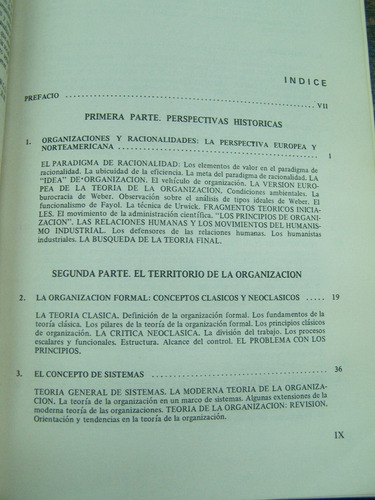 INDICE
PREFACIO VII
PRIMERA PARTE. PERSPECTIVAS HISTORICAS
1. ORGANIZACIONES Y RACIONALIDADES: LA PERSPECTIVA EUROPEA Y
NORTEAMERICANA 1
EL PARADIGMA DE RACIONALIDAD: Los elementos de valor en el paradigma de
racionalidad. La ubicuidad de la eficiencia. La meta del paradigma de racionalidad. LA
"IDEA" DE ORGANIZACION. El vehículo de organización. LA VERSION EURO-
PEA DE LA TEORIA DE LA ORGANIZACION. Condiciones ambientales. La
burocracia de Weber. Observación sobre el análisis de tipos ideales de Weber. El
funcionalismo de Fayol. La técnica de Urwick. FRAGMENTOS TEORICOS INICIA-
LES. El movimiento de la administración científica. "LOS PRINCIPIOS DE ORGANI-
ZACION". LAS RELACIONES HUMANAS Y LOS MOVIMIENTOS DEL HUMANIS-
MO INDUSTRIAL. Los defensores de las relaciones humanas. Los humanistas
industriales. LA BUSQUEDA DE LA TEORIA FINAL.
SEGUNDA PARTE. EL TERRITORIO DE LA ORGANIZACION
2. LA ORGANIZACION FORMAL: CONCEPTOS CLASICOS Y NEOCLASICOS ..... 19
LA TEORIA CLASICA. Definición de la organización formal. Los fundamentos de la
teoría clásica. Los pilares de la teoría de la organización formal. Los principios clásicos
de organización. LA CRITICA NEOCLASICA. La división del trabajo. Los procesos
escalares y funcionales. Estructura. Alcance del control. EL PROBLEMA CON LOS
PRINCIPIOS.
3. EL CONCEPTO DE SISTEMAS 36
TEORIA GENERAL DE SISTEMAS. LA MODERNA TEORIA DE LA ORGANIZA-
CION. La teoría de la organización en un marco de sistemas. Algunas extensiones de la
moderna teoría de las organizaciones. TEORIA DE LA ORGANIZACION: REVISION.
Orientación y tendencias en la teoría de la organización.
IX